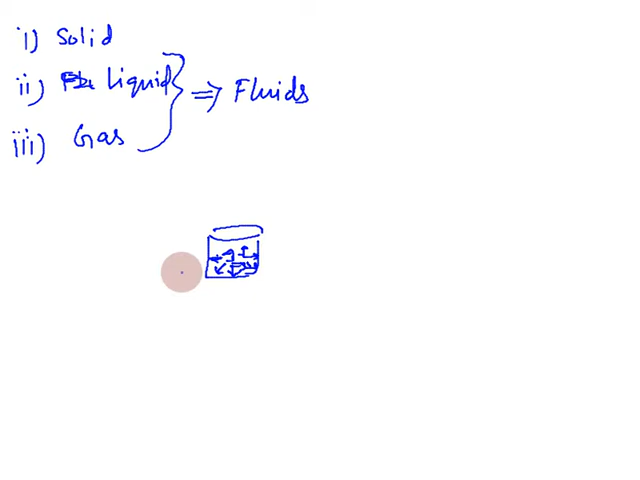 i) Solid
ii) Liquid
iii) Gas
⇒ Fluids